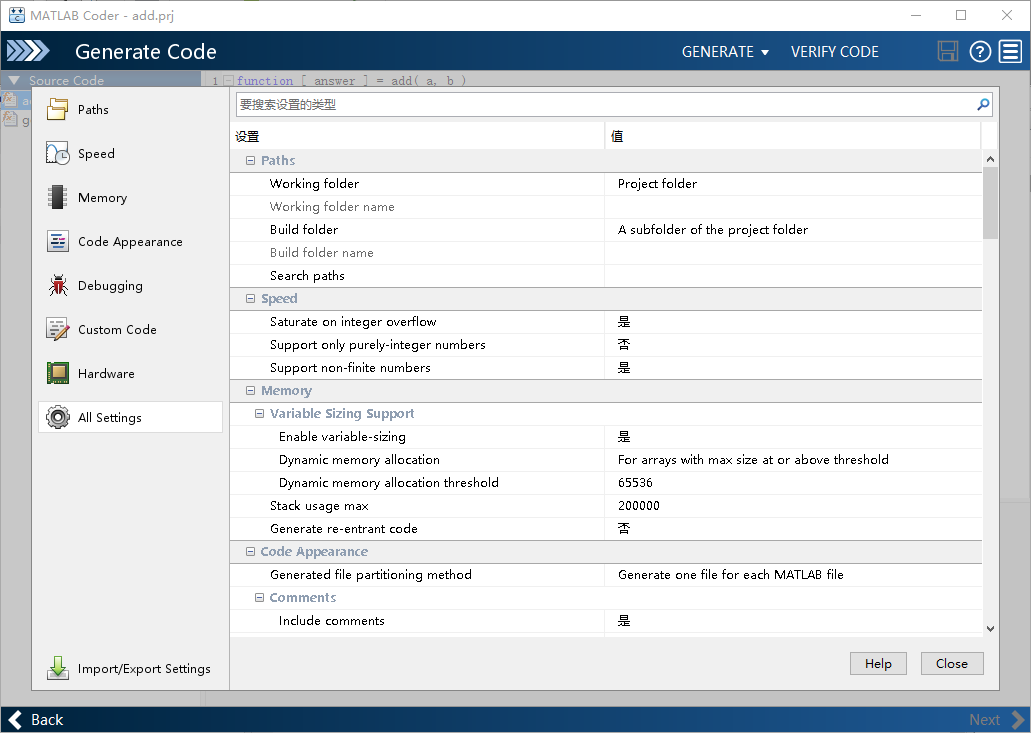 MATLAB Coder - add.prj
Generate Code
GENERATE
VERIFY CODE
Source Code
1 function [ answer ] = add( a, b )
Paths
Speed
Memory
Code Appearance
Debugging
Custom Code
Hardware
All Settings
Import/Export Settings
要搜索设置的类型
设置 值
Paths
Working folder Project folder
Working folder name
Build folder A subfolder of the project folder
Build folder name
Search paths
Speed
Saturate on integer overflow 是
Support only purely-integer numbers 否
Support non-finite numbers 是
Memory
Variable Sizing Support
Enable variable-sizing 是
Dynamic memory allocation For arrays with max size at or above threshold
Dynamic memory allocation threshold 65536
Stack usage max 200000
Generate re-entrant code 否
Code Appearance
Generated file partitioning method Generate one file for each MATLAB file
Comments
Include comments 是
Help Close
Back Next